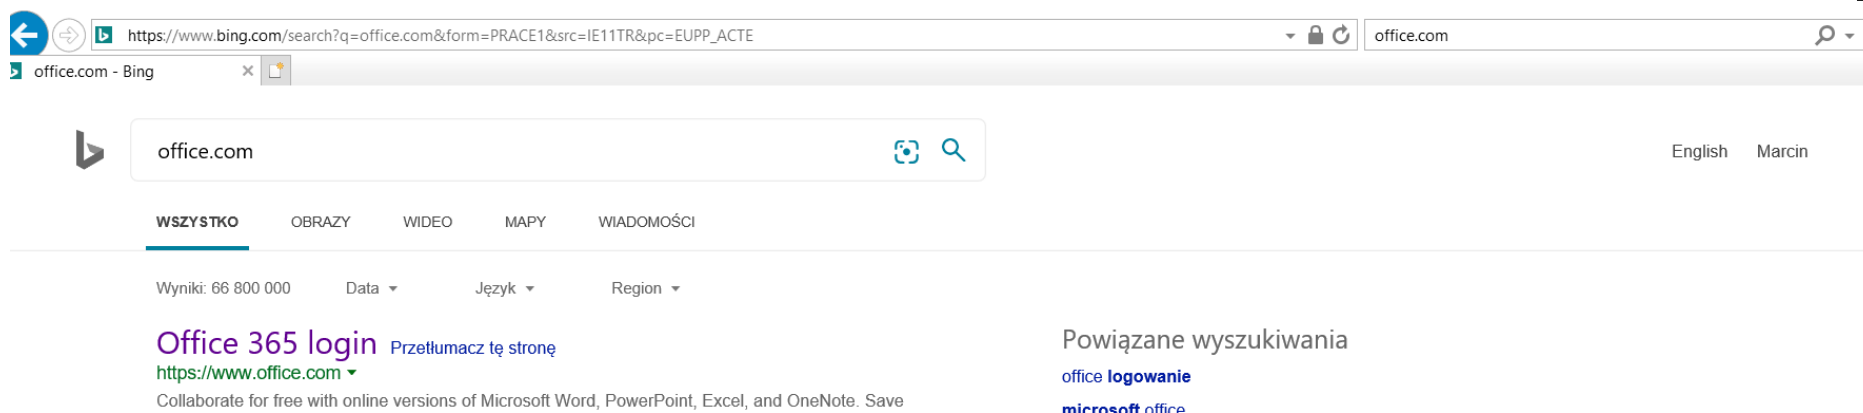 https://www.bing.com/search?q=office.com&form=PRACE1&src=IE11TR&pc=EUPP_ACTE
office.com
office.com - Bing
office.com
English Marcin
WSZYSTKO OBRAZY WIDEO MAPY WIADOMOŚCI
Wyniki: 66 800 000 Data Język Region
Office 365 login Przetłumacz tę stronę
https://www.office.com
Collaborate for free with online versions of Microsoft Word, PowerPoint, Excel, and OneNote. Save
Powiązane wyszukiwania
office logowanie
microsoft office